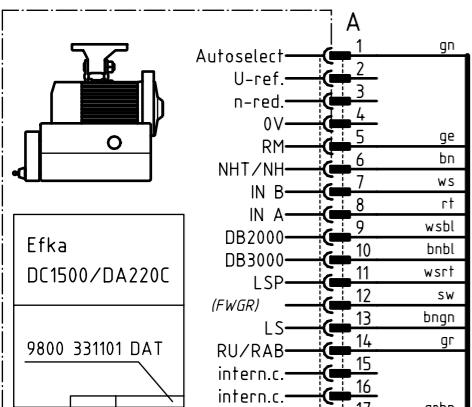 A
Autoselect 1 gn
U-ref. 2
n-red. 3
0V 4
RM 5 ge
NHT/NH 6 bn
IN B 7 ws
IN A 8 rt
DB2000 9 wsbl
DB3000 10 bnbl
LSP 11 wsrt
(FWGR) 12 sw
LS 13 bngn
RU/RAB 14 gr
intern.c. 15
intern.c. 16
17
Efka
DC1500/DA220C
9800 331101 DAT